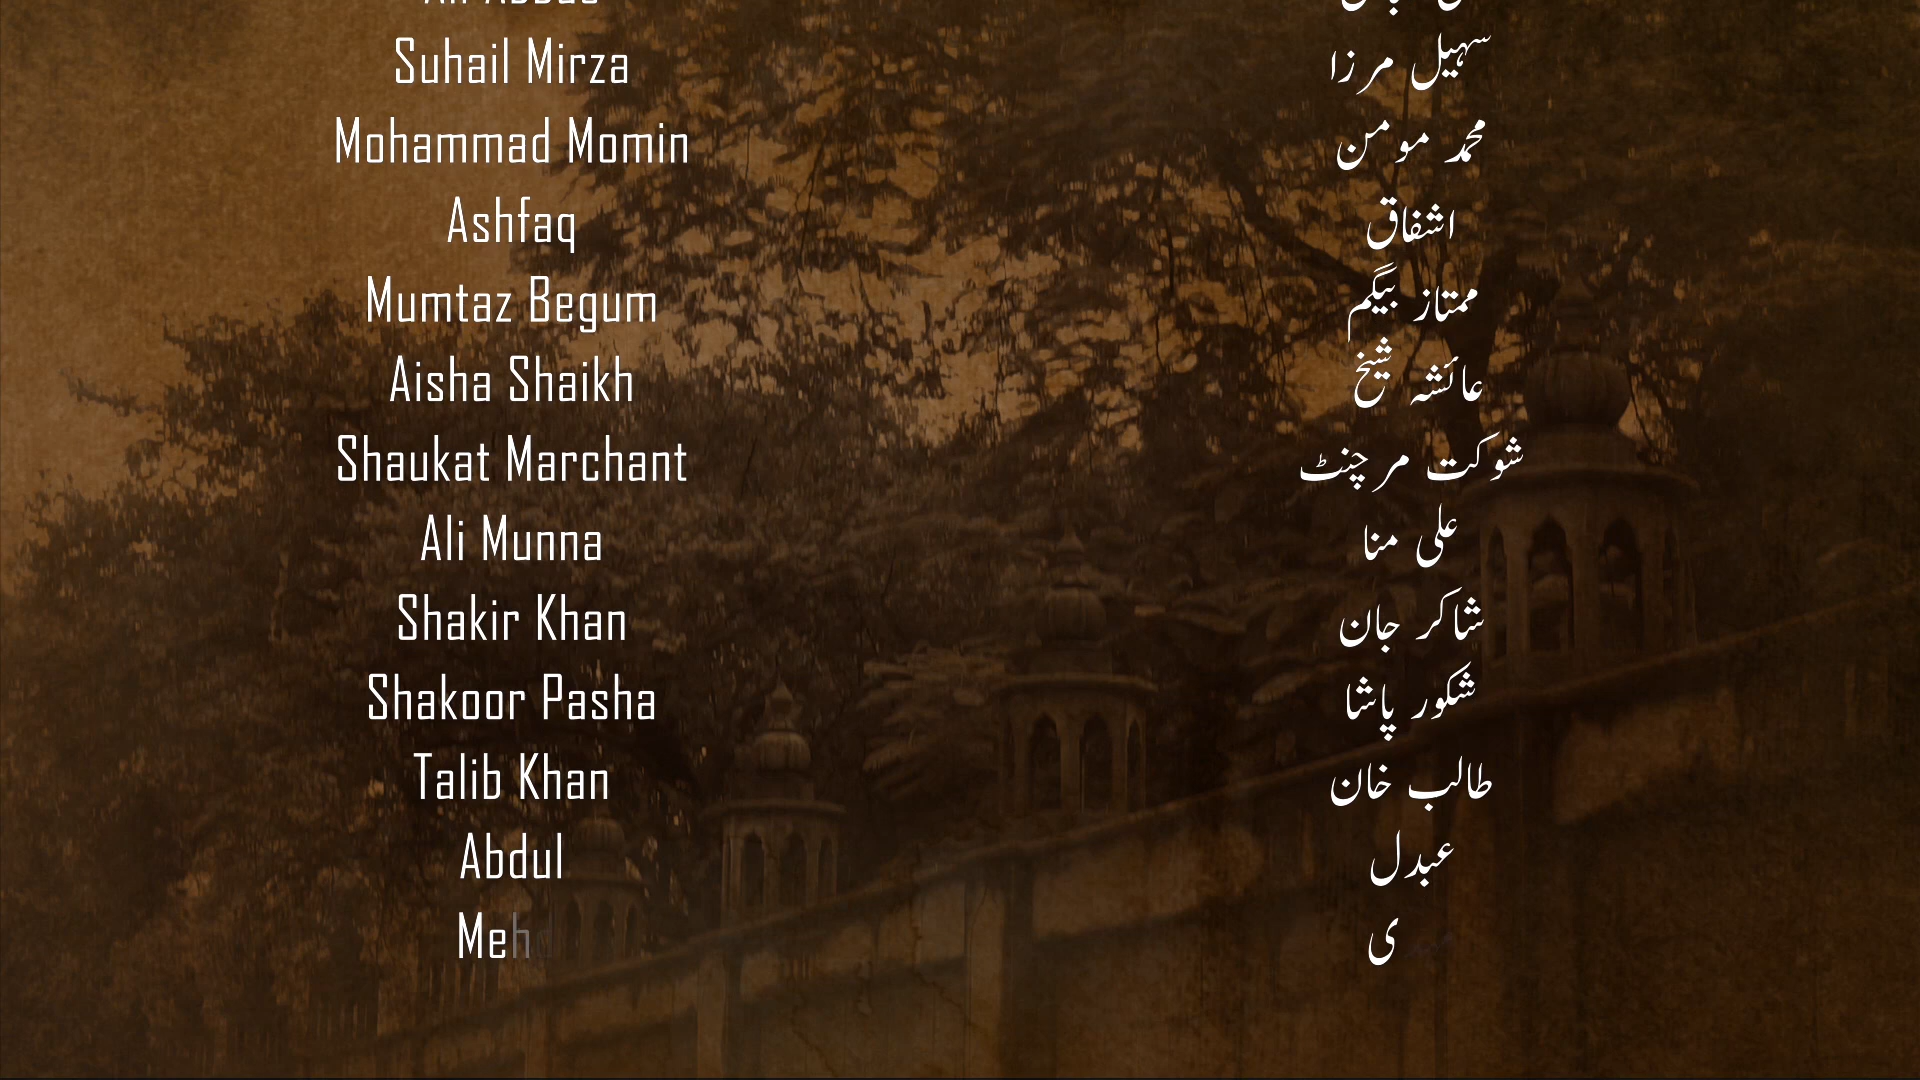 Suhail Mirza سہیل مرزا
Mohammad Momin محمد مومن
Ashfaq اشفاق
Mumtaz Begum ممتاز بیگم
Aisha Shaikh عائشہ شیخ
Shaukat Marchant شوکت مرچنٹ
Ali Munna علی منا
Shakir Khan شاکر جان
Shakoor Pasha شکور پاشا
Talib Khan طالب خان
Abdul عبدل